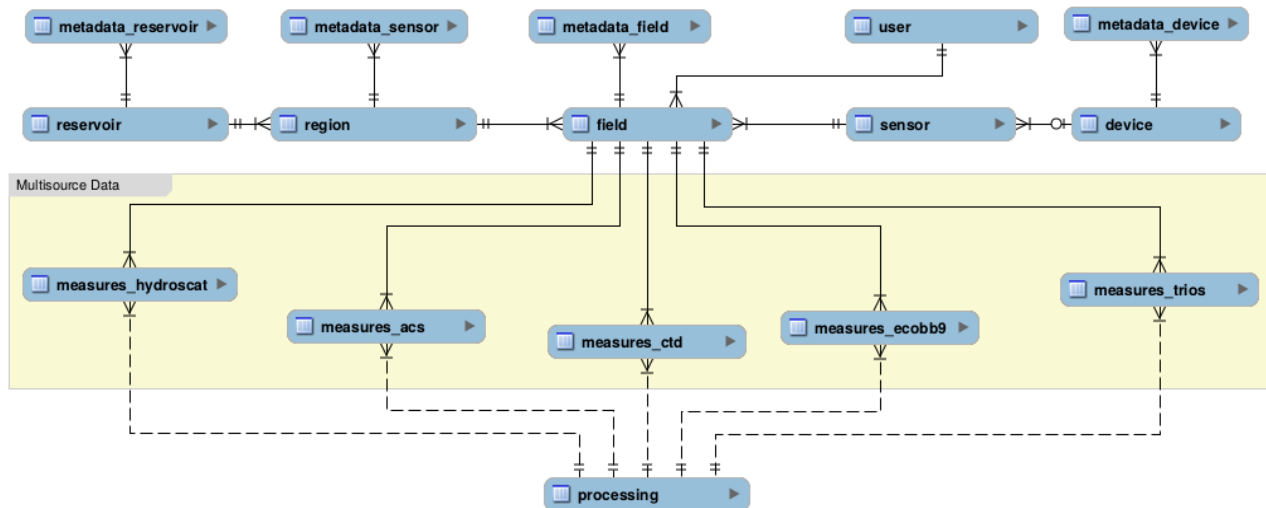 metadata_reservoir
metadata_sensor
metadata_field
user
metadata_device
reservoir
region
field
sensor
device
Multisource Data
measures_hydroscat
measures_acs
measures_ctd
measures_ecobb9
measures_trios
processing